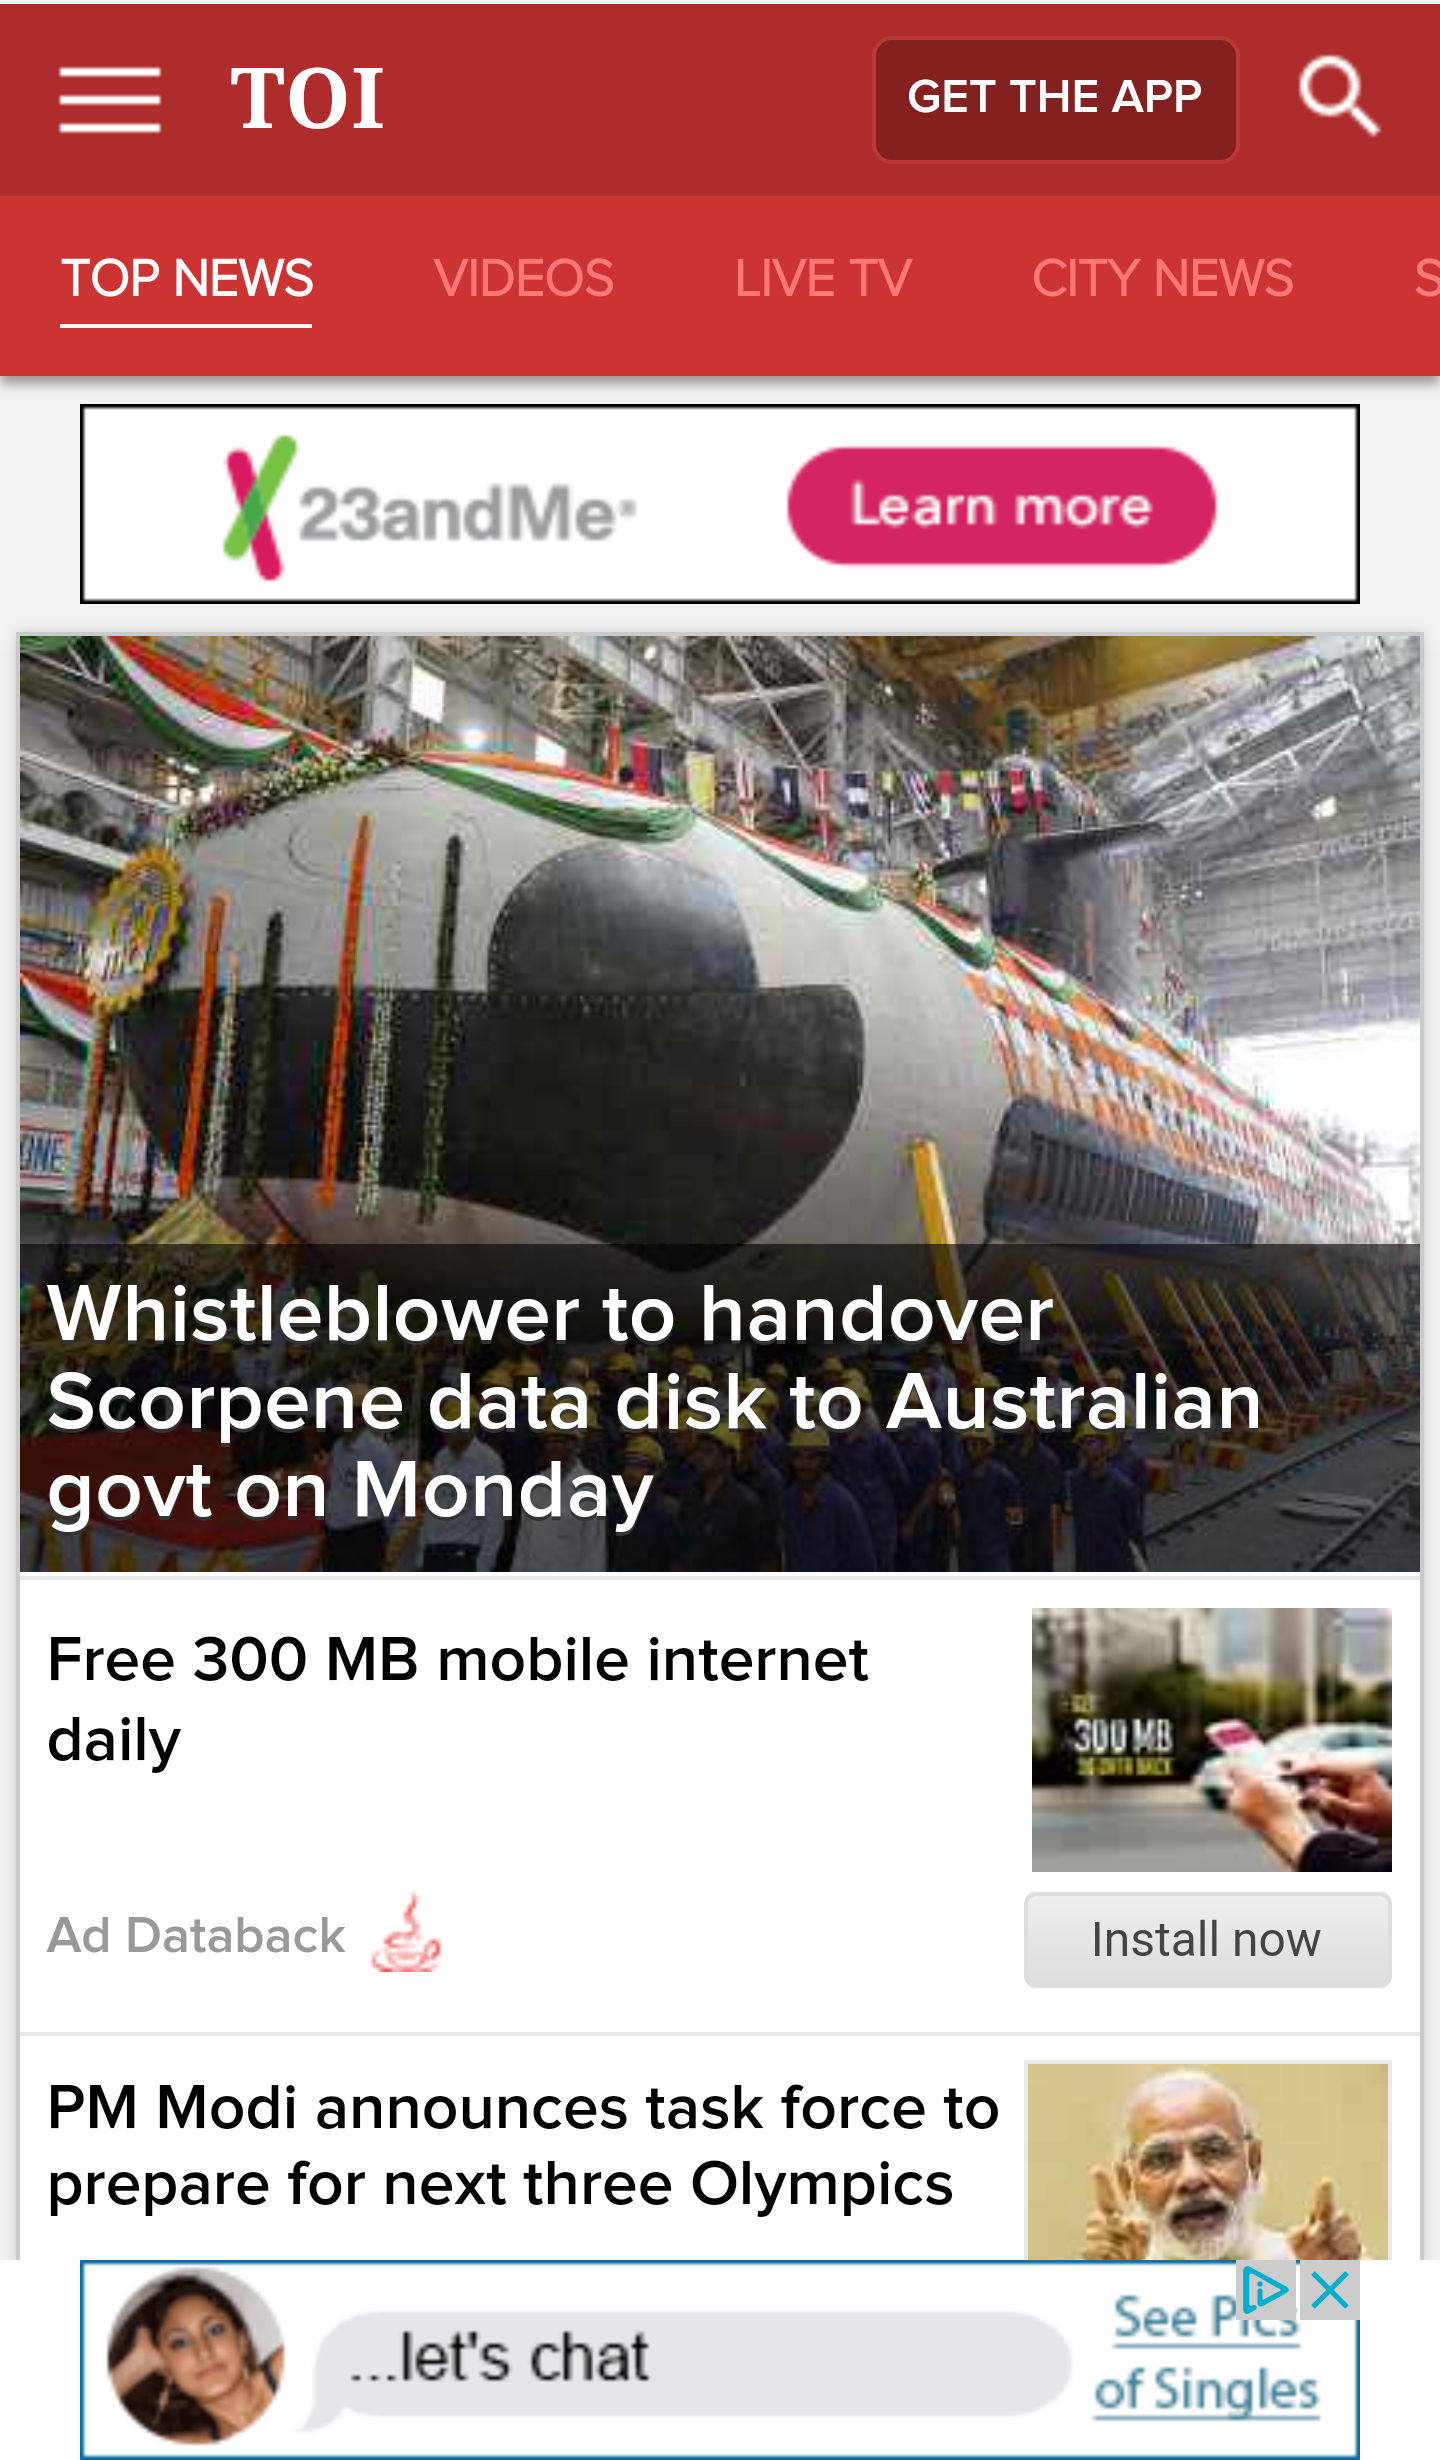 TOI
GET THE APP
TOP NEWS
VIDEOS
LIVE TV
CITY NEWS
S
23andMe
Learn more
Whistleblower to handover
Scorpene data disk to Australian
govt on Monday
Free 300 MB mobile internet
daily
300 MB
Ad Databack
Install now
PM Modi announces task force to
prepare for next three Olympics
...let's chat
See Pics
of Singles